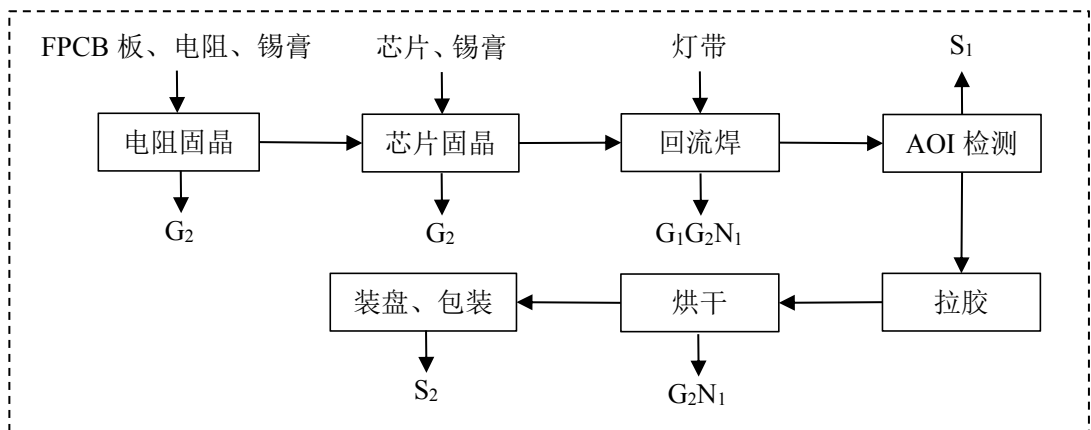 FPCB 板、电阻、锡膏
芯片、锡膏
灯带
S₁
电阻固晶
芯片固晶
回流焊
AOI 检测
G₂
G₂
G₁G₂N₁
装盘、包装
烘干
拉胶
S₂
G₂N₁